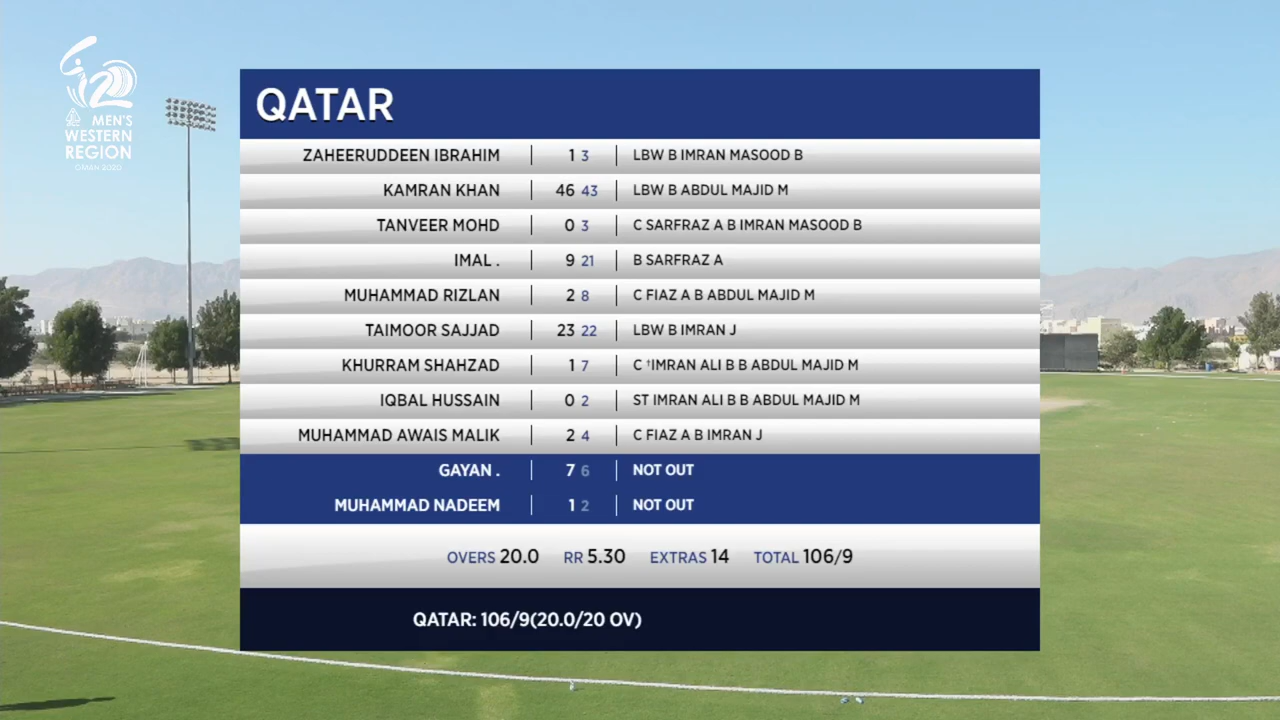 T20
MEN'S
WESTERN
REGION
OMAN 2020
QATAR
ZAHEERUDDEEN IBRAHIM 1 3 LBW B IMRAN MASOOD B
KAMRAN KHAN 46 43 LBW B ABDUL MAJID M
TANVEER MOHD 0 3 C SARFRAZ A B IMRAN MASOOD B
IMAL . 9 21 B SARFRAZ A
MUHAMMAD RIZLAN 2 8 C FIAZ A B ABDUL MAJID M
TAIMOOR SAJJAD 23 22 LBW B IMRAN J
KHURRAM SHAHZAD 1 7 C †IMRAN ALI B B ABDUL MAJID M
IQBAL HUSSAIN 0 2 ST IMRAN ALI B B ABDUL MAJID M
MUHAMMAD AWAIS MALIK 2 4 C FIAZ A B IMRAN J
GAYAN . 7 6 NOT OUT
MUHAMMAD NADEEM 1 2 NOT OUT
OVERS 20.0 RR 5.30 EXTRAS 14 TOTAL 106/9
QATAR: 106/9(20.0/20 OV)